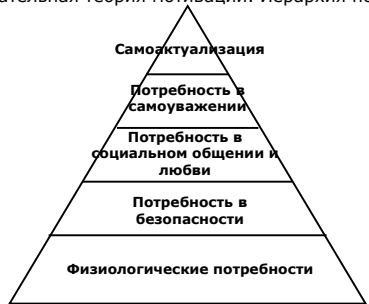 теория мотивации. Иерархия
Самоактуализация
Потребность в
самоуважении
Потребность в
социальном общении и
любви
Потребность в
безопасности
Физиологические потребности